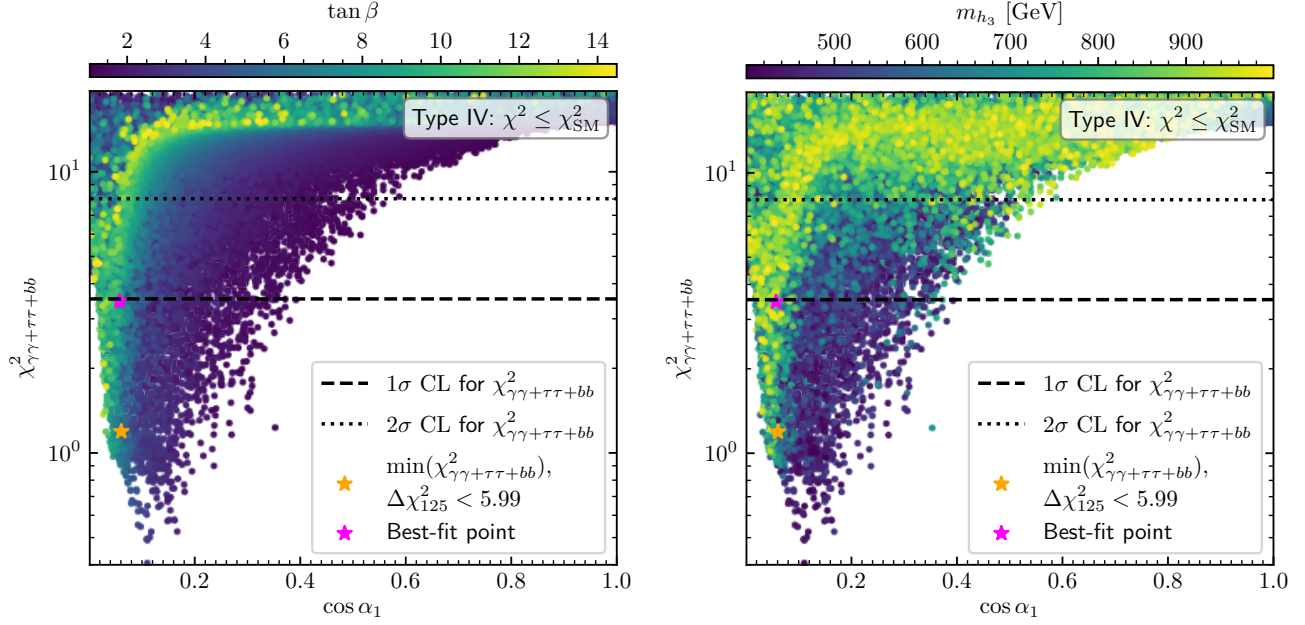 tan β
2 4 6 8 10 12 14
Type IV: χ² ≤ χ²_SM
10¹
10⁰
χ²_γγ+ττ+bb
1σ CL for χ²_γγ+ττ+bb
2σ CL for χ²_γγ+ττ+bb
min(χ²_γγ+ττ+bb),
Δχ²_125 < 5.99
Best-fit point
0.2 0.4 0.6 0.8 1.0
cos α₁
m_h₃ [GeV]
500 600 700 800 900
Type IV: χ² ≤ χ²_SM
10¹
10⁰
χ²_γγ+ττ+bb
1σ CL for χ²_γγ+ττ+bb
2σ CL for χ²_γγ+ττ+bb
min(χ²_γγ+ττ+bb),
Δχ²_125 < 5.99
Best-fit point
0.2 0.4 0.6 0.8 1.0
cos α₁